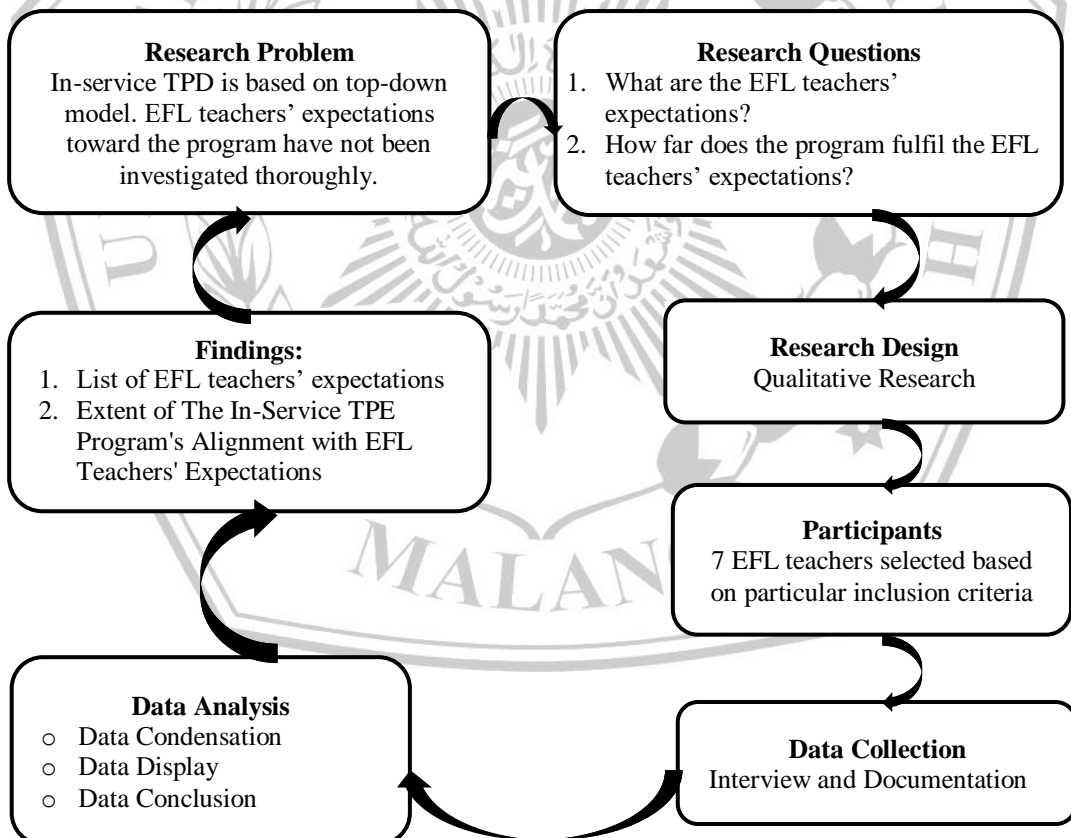 Research Problem
In-service TPD is based on top-down
model. EFL teachers' expectations
toward the program have not been
investigated thoroughly.
Research Questions
1. What are the EFL teachers'
expectations?
2. How far does the program fulfil the EFL
teachers' expectations?
Research Design
Qualitative Research
Participants
7 EFL teachers selected based
on particular inclusion criteria
Data Collection
Interview and Documentation
Data Analysis
o Data Condensation
o Data Display
o Data Conclusion
Findings:
1. List of EFL teachers' expectations
2. Extent of The In-Service TPE
Program's Alignment with EFL
Teachers' Expectations
MALAN